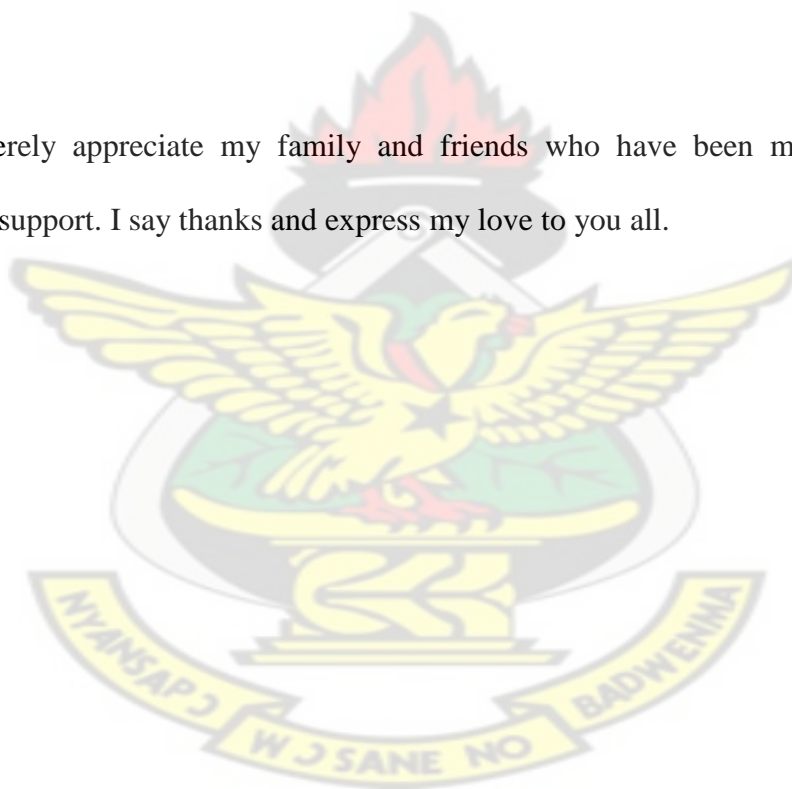 erely appreciate my family and friends who have been m
support. I say thanks and express my love to you all.
NYANSAPƆ WƆSANE NO BADWENMA